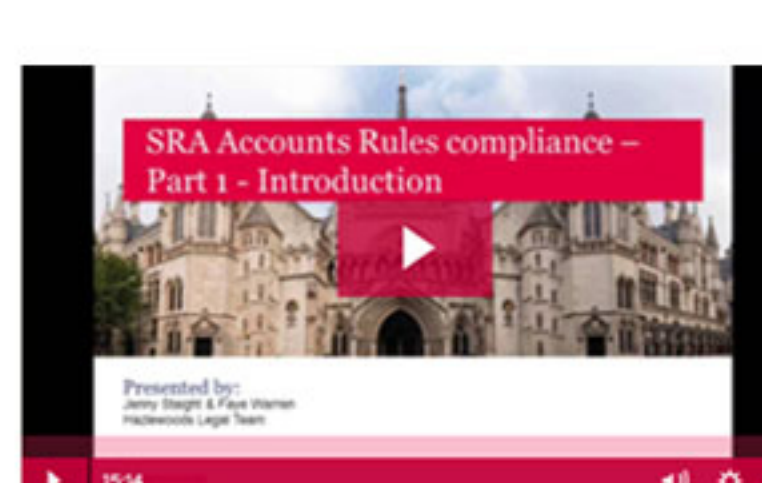 SRA Accounts Rules compliance –
Part 1 - Introduction
Presented by:
Jenny Staight & Faye Warren
Hazlewoods Legal Team
15:14